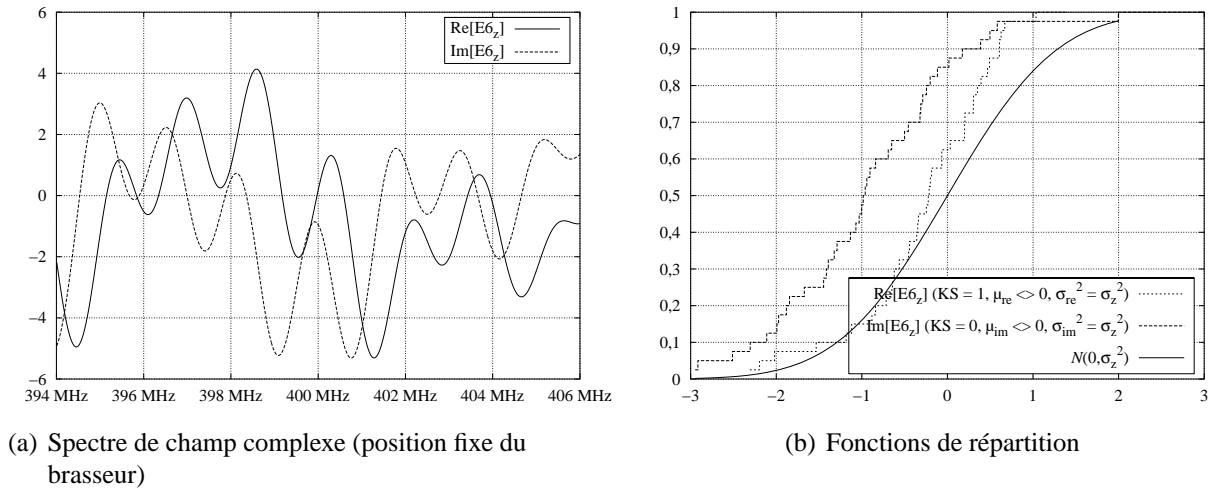 Re[E6z]
Im[E6z]
6
4
2
0
−2
−4
−6
394 MHz 396 MHz 398 MHz 400 MHz 402 MHz 404 MHz 406 MHz
(a) Spectre de champ complexe (position fixe du
brasseur)
1
0,9
0,8
0,7
0,6
0,5
0,4
0,3
0,2
0,1
0
Re[E6z] (KS = 1, μre <> 0, σre² = σz²)
Im[E6z] (KS = 0, μim <> 0, σim² = σz²)
N(0,σz²)
−3 −2 −1 0 1 2 3
(b) Fonctions de répartition